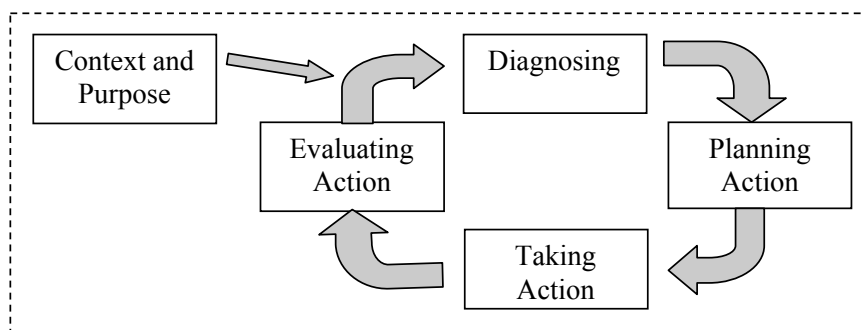 Context and
Purpose
Diagnosing
Evaluating
Action
Planning
Action
Taking
Action